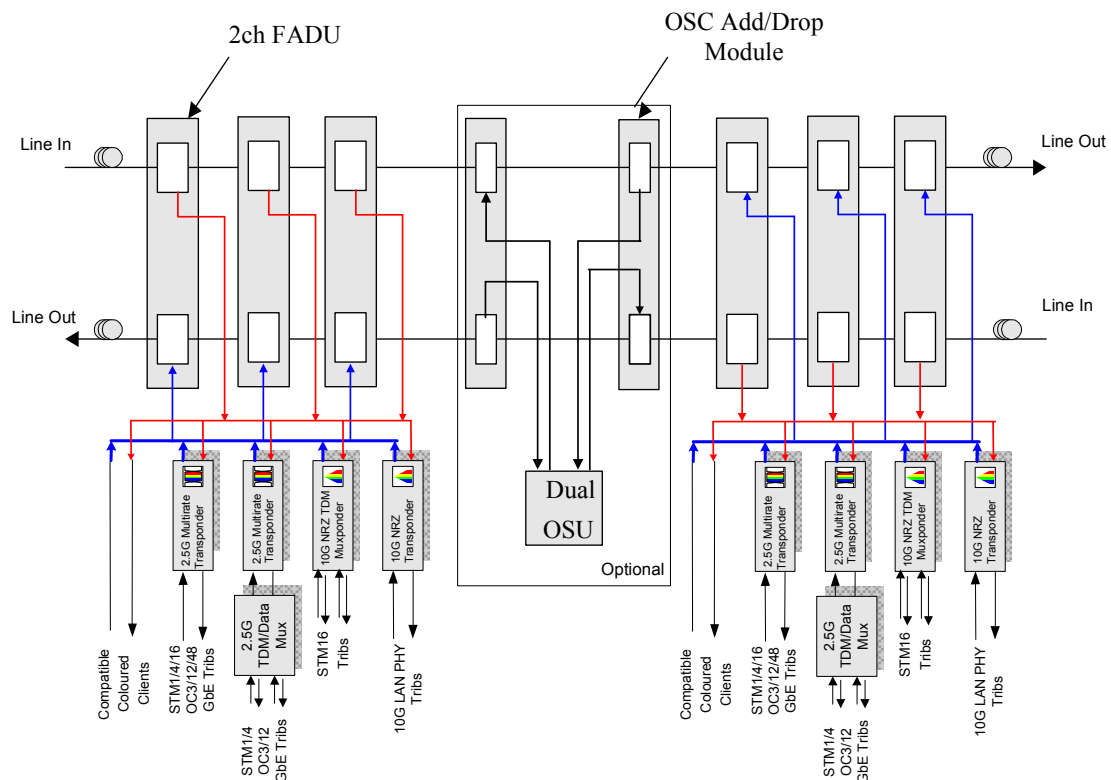 2ch FADU
OSC Add/Drop
Module
Line In
Line Out
Line Out
Line In
Dual
OSU
Optional
2.5G Multirate
Transponder
2.5G Multirate
Transponder
10G NRZ TDM
Muxponder
10G NRZ
Transponder
2.5G
TDM/Data
Mux
Compatible
Coloured
Clients
STM1/4/16
OC3/12/48
GbE Tribs
STM1/4
OC3/12
GbE Tribs
STM16
Tribs
10G LAN PHY
Tribs
2.5G Multirate
Transponder
2.5G Multirate
Transponder
10G NRZ TDM
Muxponder
10G NRZ
Transponder
2.5G
TDM/Data
Mux
Compatible
Coloured
Clients
STM1/4/16
OC3/12/48
GbE Tribs
STM1/4
OC3/12
GbE Tribs
STM16
Tribs
10G LAN PHY
Tribs